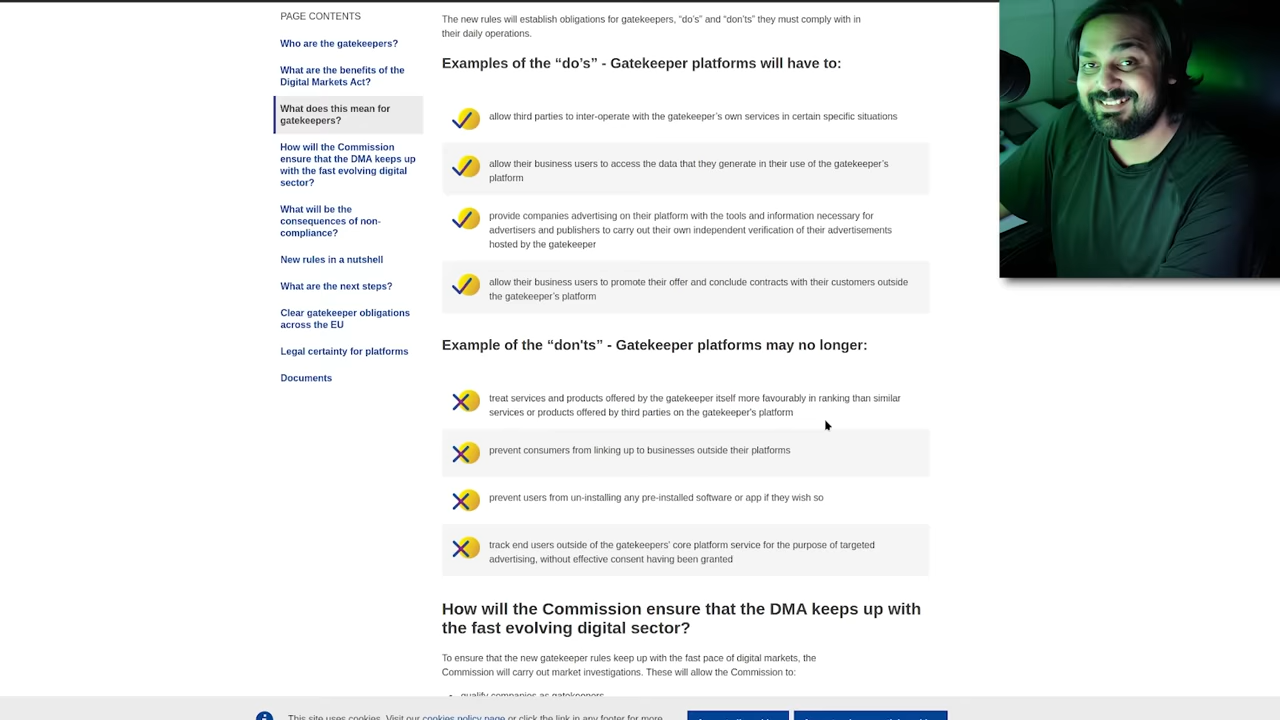 PAGE CONTENTS
Who are the gatekeepers?
What are the benefits of the
Digital Markets Act?
What does this mean for
gatekeepers?
How will the Commission
ensure that the DMA keeps up
with the fast evolving digital
sector?
What will be the
consequences of non-
compliance?
New rules in a nutshell
What are the next steps?
Clear gatekeeper obligations
across the EU
Legal certainty for platforms
Documents
The new rules will establish obligations for gatekeepers, “do’s” and “don’ts” they must comply with in
their daily operations.
Examples of the “do’s” - Gatekeeper platforms will have to:
allow third parties to inter-operate with the gatekeeper’s own services in certain specific situations
allow their business users to access the data that they generate in their use of the gatekeeper’s
platform
provide companies advertising on their platform with the tools and information necessary for
advertisers and publishers to carry out their own independent verification of their advertisements
hosted by the gatekeeper
allow their business users to promote their offer and conclude contracts with their customers outside
the gatekeeper’s platform
Example of the “don'ts” - Gatekeeper platforms may no longer:
treat services and products offered by the gatekeeper itself more favourably in ranking than similar
services or products offered by third parties on the gatekeeper's platform
prevent consumers from linking up to businesses outside their platforms
prevent users from un-installing any pre-installed software or app if they wish so
track end users outside of the gatekeepers' core platform service for the purpose of targeted
advertising, without effective consent having been granted
How will the Commission ensure that the DMA keeps up with
the fast evolving digital sector?
To ensure that the new gatekeeper rules keep up with the fast pace of digital markets, the
Commission will carry out market investigations. These will allow the Commission to:
qualify companies as gatekeepers
This site uses cookies. Visit our cookies policy page or click the link in any footer for more